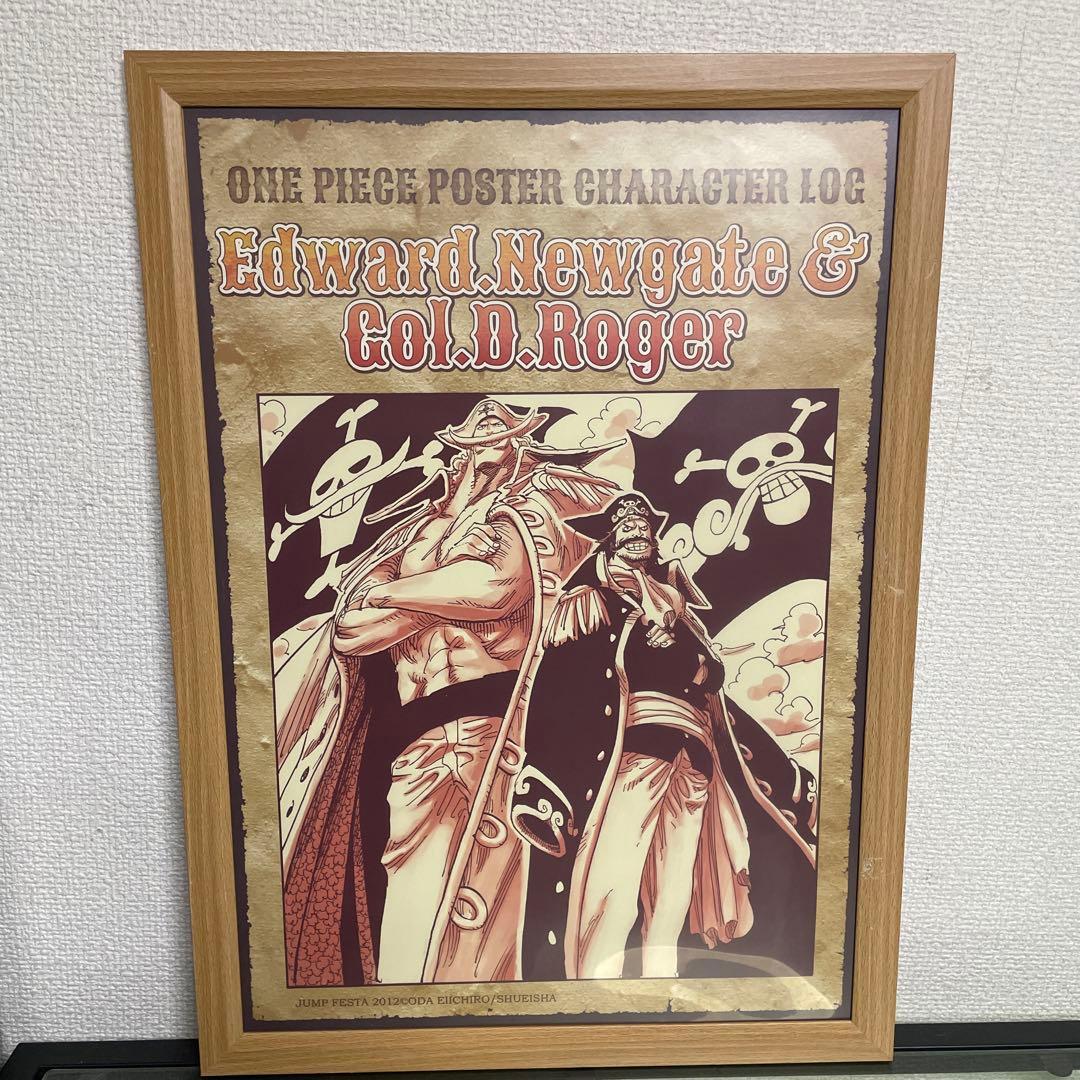 ONE PIECE POSTER CHARACTER LOG
Edward.Newgate &
Gol.D.Roger
JUMP FESTA 2012©ODA EIICHIRO/SHUEISHA